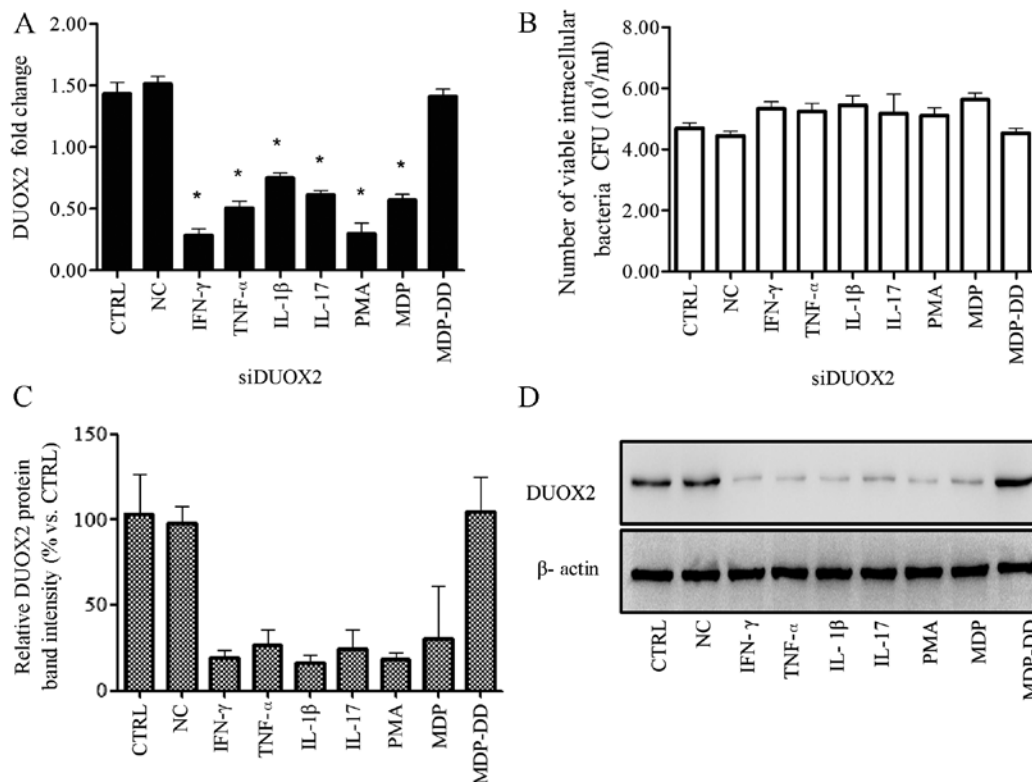 A
2.00
1.50
1.00
0.50
0.00
DUOX2 fold change
* * * * * *
CTRL
NC
IFN-γ
TNF-α
IL-1β
IL-17
PMA
MDP
MDP-DD
siDUOX2
B
8.00
6.00
4.00
2.00
0.00
Number of viable intracellular
bacteria CFU (10⁴/ml)
CTRL
NC
IFN-γ
TNF-α
IL-1β
IL-17
PMA
MDP
MDP-DD
siDUOX2
C
150
100
50
0
Relative DUOX2 protein
band intensity (% vs. CTRL)
CTRL
NC
IFN-γ
TNF-α
IL-1β
IL-17
PMA
MDP
MDP-DD
D
DUOX2
β- actin
CTRL
NC
IFN- γ
TNF- α
IL- 1β
IL-17
PMA
MDP
MDP-DD